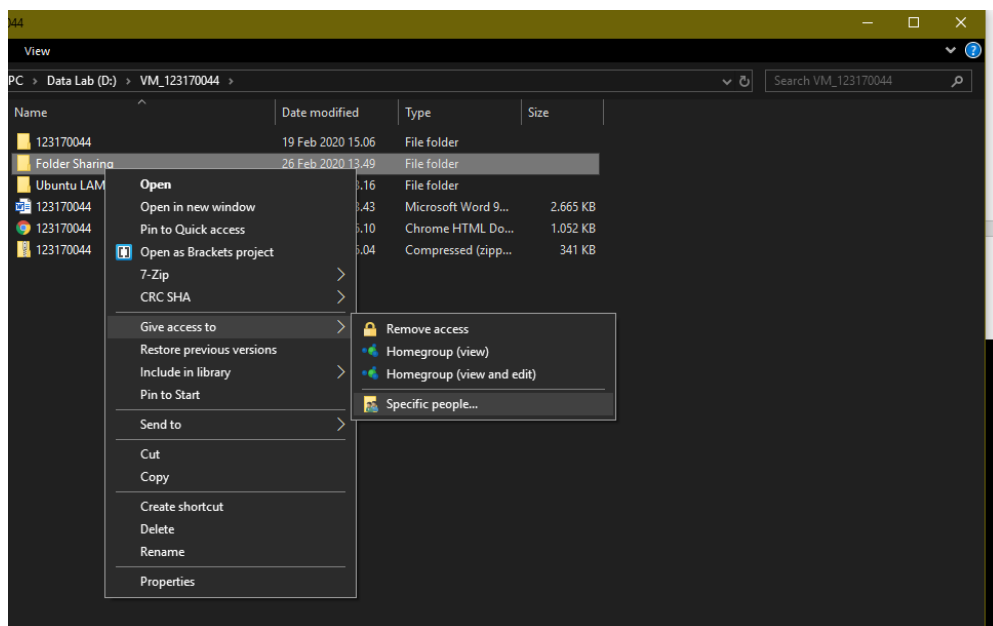 044
View
PC > Data Lab (D:) > VM_123170044 >
Search VM_123170044
Name Date modified Type Size
123170044 19 Feb 2020 15.06 File folder
Folder Sharing 26 Feb 2020 13.49 File folder
Ubuntu LAM .16 File folder
123170044 .43 Microsoft Word 9... 2.665 KB
123170044 .10 Chrome HTML Do... 1.052 KB
123170044 .04 Compressed (zipp... 341 KB
Open
Open in new window
Pin to Quick access
Open as Brackets project
7-Zip
CRC SHA
Give access to
Restore previous versions
Include in library
Pin to Start
Send to
Cut
Copy
Create shortcut
Delete
Rename
Properties
Remove access
Homegroup (view)
Homegroup (view and edit)
Specific people...